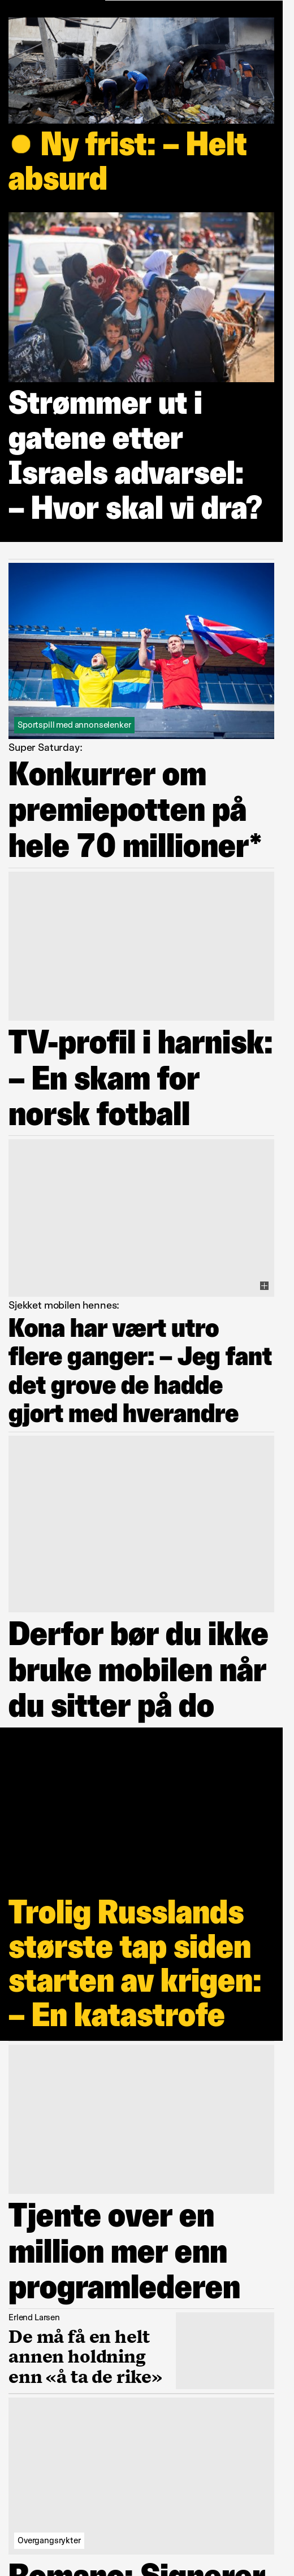 ● Ny frist: – Helt
absurd
Strømmer ut i
gatene etter
Israels advarsel:
– Hvor skal vi dra?
Sportspill med annonselenker
Super Saturday:
Konkurrer om
premiepotten på
hele 70 millioner*
TV-profil i harnisk:
– En skam for
norsk fotball
Sjekket mobilen hennes:
Kona har vært utro
flere ganger: – Jeg fant
det grove de hadde
gjort med hverandre
Derfor bør du ikke
bruke mobilen når
du sitter på do
Trolig Russlands
største tap siden
starten av krigen:
– En katastrofe
Tjente over en
million mer enn
programlederen
Erlend Larsen
De må få en helt
annen holdning
enn «å ta de rike»
Overgangsrykter
Romano: Signerer